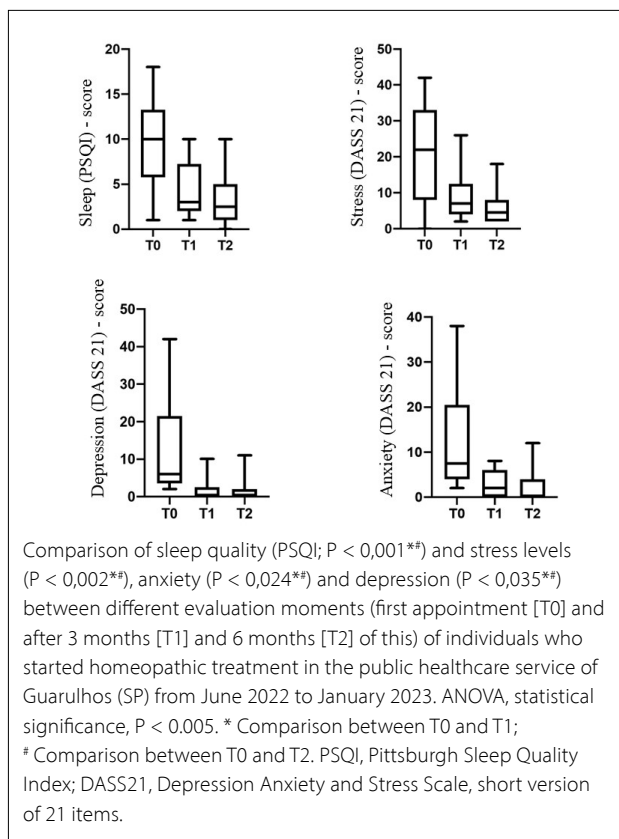 Sleep (PSQI) - score
20
15
10
5
0
T0 T1 T2
Stress (DASS 21) - score
50
40
30
20
10
0
T0 T1 T2
Depression (DASS 21) - score
50
40
30
20
10
0
T0 T1 T2
Anxiety (DASS 21) - score
40
30
20
10
0
T0 T1 T2
Comparison of sleep quality (PSQI; P < 0,001*#) and stress levels
(P < 0,002*#), anxiety (P < 0,024*#) and depression (P < 0,035*#)
between different evaluation moments (first appointment [T0] and
after 3 months [T1] and 6 months [T2] of this) of individuals who
started homeopathic treatment in the public healthcare service of
Guarulhos (SP) from June 2022 to January 2023. ANOVA, statistical
significance, P < 0.005. * Comparison between T0 and T1;
# Comparison between T0 and T2. PSQI, Pittsburgh Sleep Quality
Index; DASS21, Depression Anxiety and Stress Scale, short version
of 21 items.